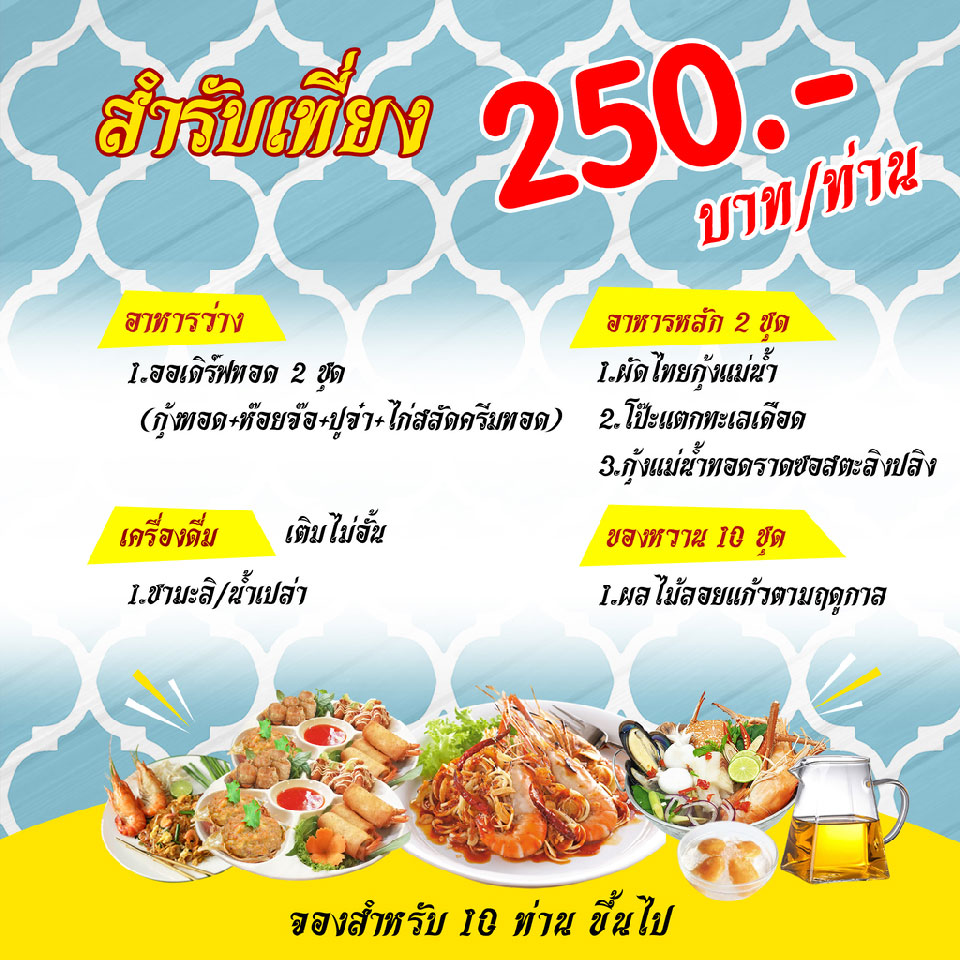 สำรับเที่ยง
250.-
บาท/ท่าน
อาหารว่าง
1.ออเดิร์ฟทอด 2 ชุด
(กุ้งทอด+ห้อยจ๊อ+ปูจ๋า+ไก่สลัดครีมทอด)
อาหารหลัก 2 ชุด
1.ผัดไทยกุ้งแม่น้ำ
2.โป๊ะแตกทะเลเดือด
3.กุ้งแม่น้ำทอดราดซอสตะลิงปลิง
เครื่องดื่ม เติมไม่อั้น
1.ชามะลิ/น้ำเปล่า
ของหวาน 10 ชุด
1.ผลไม้ลอยแก้วตามฤดูกาล
จองสำหรับ 10 ท่าน ขึ้นไป